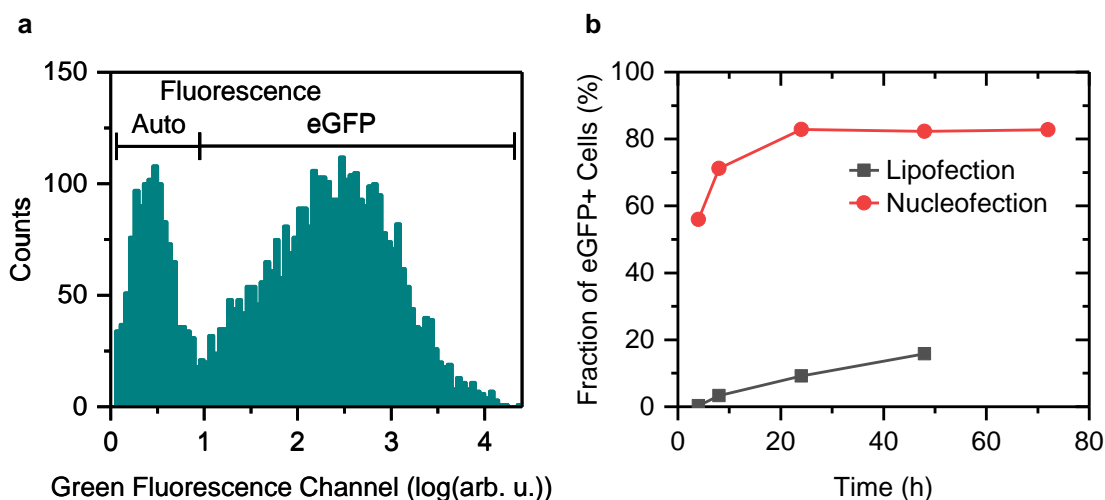 a
150
100
50
0
Counts
Fluorescence
Auto
eGFP
0 1 2 3 4
Green Fluorescence Channel (log(arb. u.))
b
100
80
60
40
20
0
Fraction of eGFP+ Cells (%)
Lipofection
Nucleofection
0 20 40 60 80
Time (h)